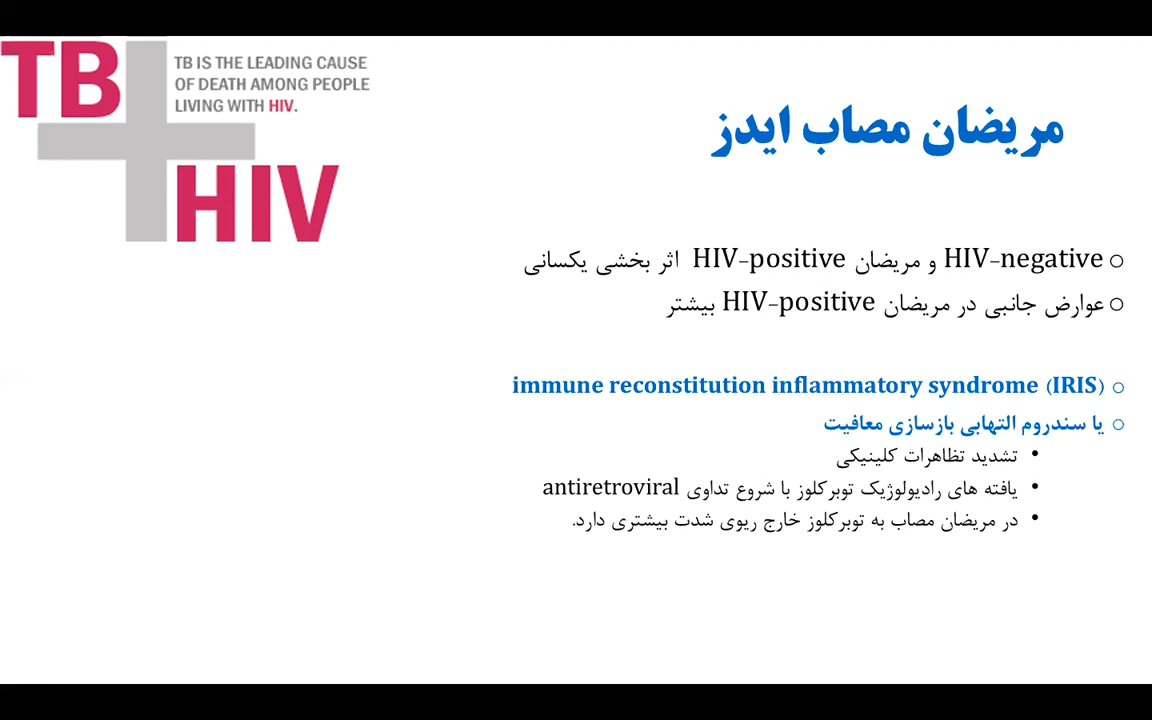 TB
TB IS THE LEADING CAUSE
OF DEATH AMONG PEOPLE
LIVING WITH HIV.
HIV
مریضان مصاب ایدز
HIV-negative و مریضان HIV-positive اثر بخشی یکسانی
عوارض جانبی در مریضان HIV-positive بیشتر
immune reconstitution inflammatory syndrome (IRIS)
یا سندروم التهابی بازسازی معافیت
تشدید تظاهرات کلینیکی
یافته های رادیولوژیک توبرکلوز با شروع تداوی antiretroviral
در مریضان مصاب به توبرکلوز خارج ریوی شدت بیشتری دارد.